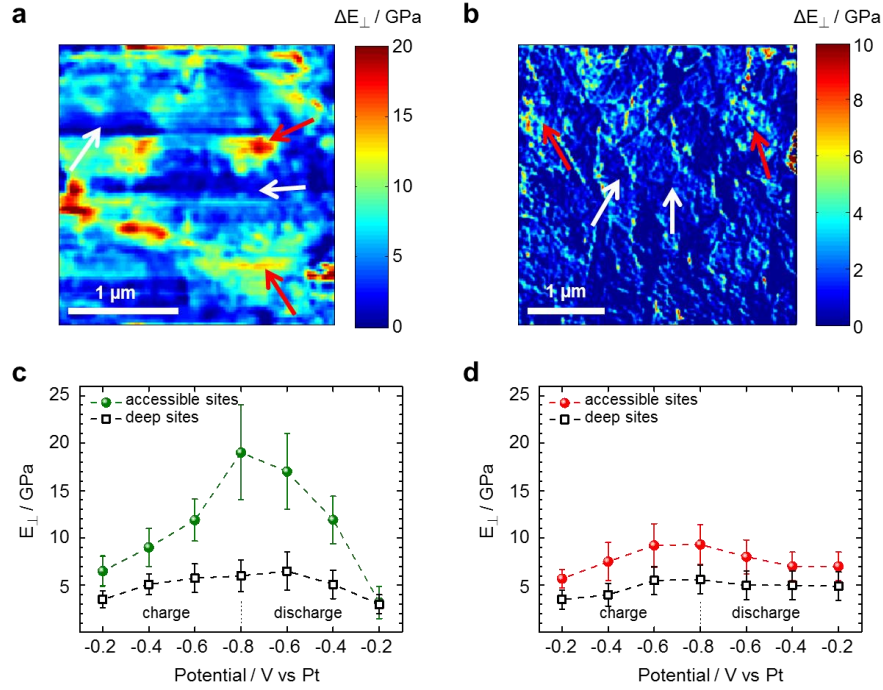 a
ΔE⊥ / GPa
20
15
10
5
0
1 µm
b
ΔE⊥ / GPa
10
8
6
4
2
0
1 µm
c
25
20
15
10
5
E⊥ / GPa
accessible sites
deep sites
charge
discharge
-0.2 -0.4 -0.6 -0.8 -0.6 -0.4 -0.2
Potential / V vs Pt
d
25
20
15
10
5
E⊥ / GPa
accessible sites
deep sites
charge
discharge
-0.2 -0.4 -0.6 -0.8 -0.6 -0.4 -0.2
Potential / V vs Pt